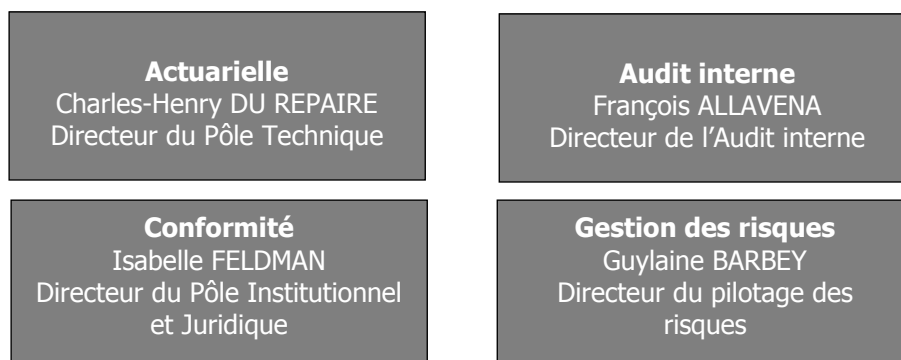 Actuarielle
Charles-Henry DU REPAIRE
Directeur du Pôle Technique
Audit interne
François ALLAVENA
Directeur de l’Audit interne
Conformité
Isabelle FELDMAN
Directeur du Pôle Institutionnel
et Juridique
Gestion des risques
Guylaine BARBEY
Directeur du pilotage des
risques